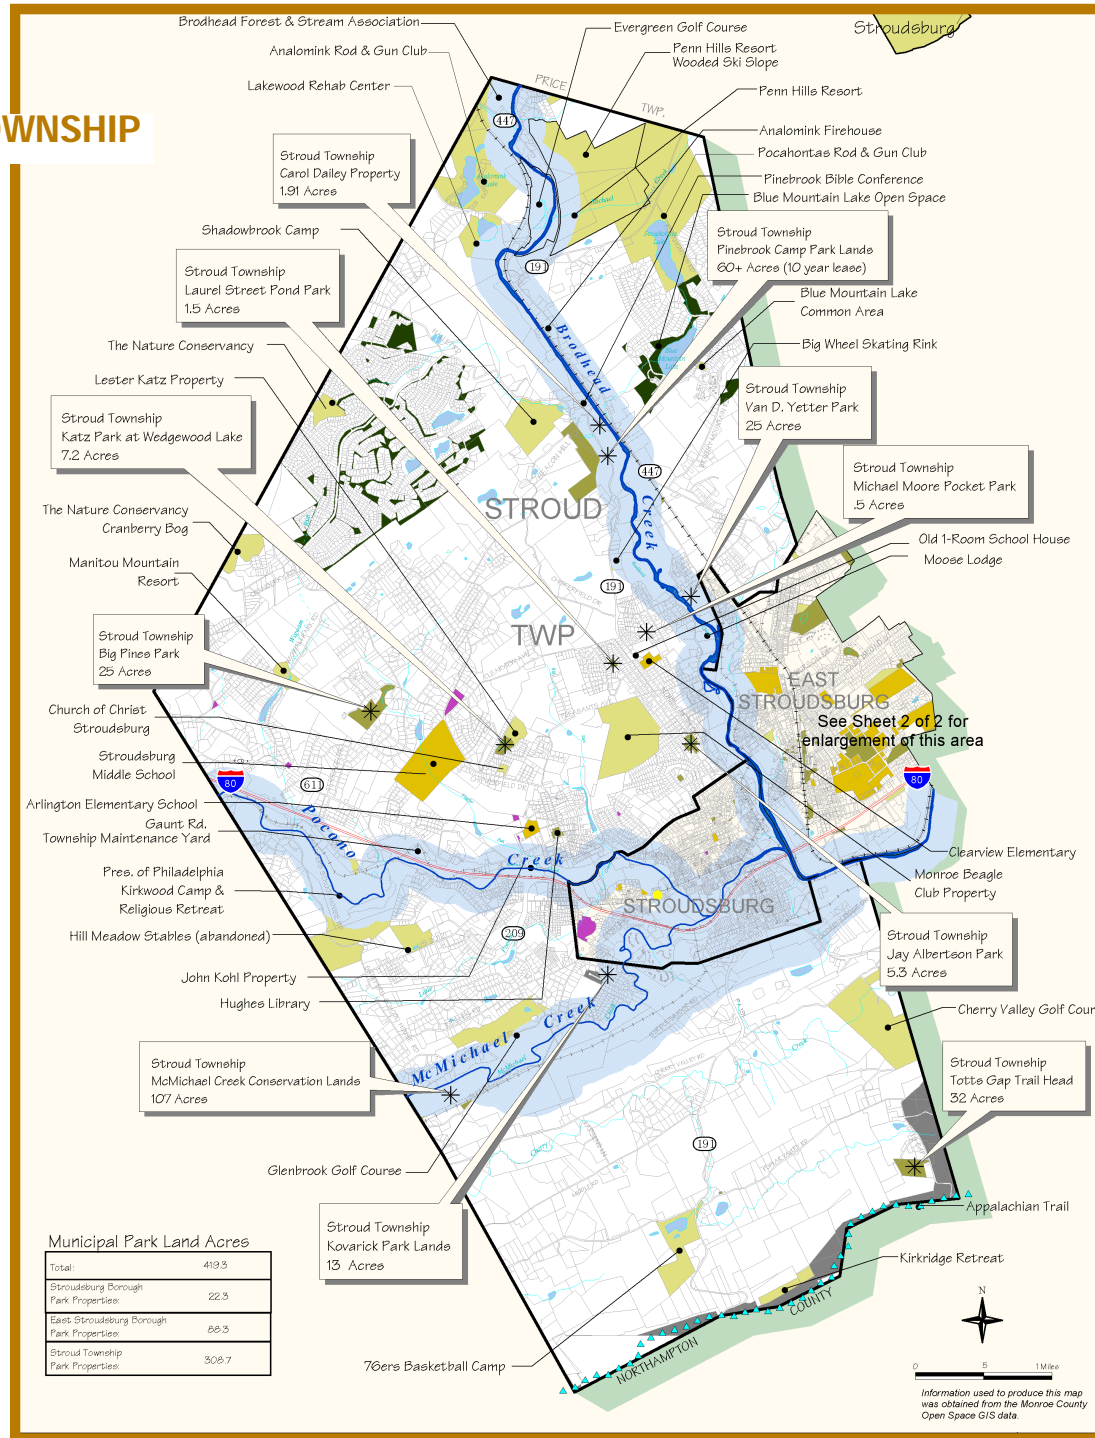 Stroudsburg
OWNSHIP
Brodhead Forest & Stream Association
Analomink Rod & Gun Club
Lakewood Rehab Center
Evergreen Golf Course
Penn Hills Resort
Wooded Ski Slope
Penn Hills Resort
Analomink Firehouse
Pocahontas Rod & Gun Club
Pinebrook Bible Conference
Blue Mountain Lake Open Space
PRICE
TWP.
447
Stroud Township
Carol Dailey Property
1.91 Acres
Shadowbrook Camp
Stroud Township
Pinebrook Camp Park Lands
60+ Acres (10 year lease)
191
Stroud Township
Laurel Street Pond Park
1.5 Acres
Blue Mountain Lake
Common Area
Big Wheel Skating Rink
The Nature Conservancy
Lester Katz Property
Brodhead
Creek
Stroud Township
Van D. Yetter Park
25 Acres
Stroud Township
Katz Park at Wedgewood Lake
7.2 Acres
447
Stroud Township
Michael Moore Pocket Park
.5 Acres
STROUD
TWP
The Nature Conservancy
Cranberry Bog
Old 1-Room School House
Moose Lodge
Manitou Mountain
Resort
191
Stroud Township
Big Pines Park
25 Acres
EAST
STROUDSBURG
See Sheet 2 of 2 for
enlargement of this area
Church of Christ
Stroudsburg
Stroudsburg
Middle School
80
611
80
Arlington Elementary School
Gaunt Rd.
Township Maintenance Yard
Pocono
Creek
Clearview Elementary
Monroe Beagle
Club Property
Pres. of Philadelphia
Kirkwood Camp &
Religious Retreat
STROUDSBURG
Hill Meadow Stables (abandoned)
209
Stroud Township
Jay Albertson Park
5.3 Acres
John Kohl Property
Hughes Library
McMichael Creek
Cherry Valley Golf Cour
Stroud Township
McMichael Creek Conservation Lands
107 Acres
Stroud Township
Totts Gap Trail Head
32 Acres
191
Glenbrook Golf Course
Appalachian Trail
Stroud Township
Kovarick Park Lands
13 Acres
Kirkridge Retreat
76ers Basketball Camp
NORTHAMPTON
COUNTY
Municipal Park Land Acres
Total: 419.3
Stroudsburg Borough
Park Properties: 22.3
East Stroudsburg Borough
Park Properties: 88.3
Stroud Township
Park Properties: 308.7
N
0 .5 1 Miles
Information used to produce this map
was obtained from the Monroe County
Open Space GIS data.